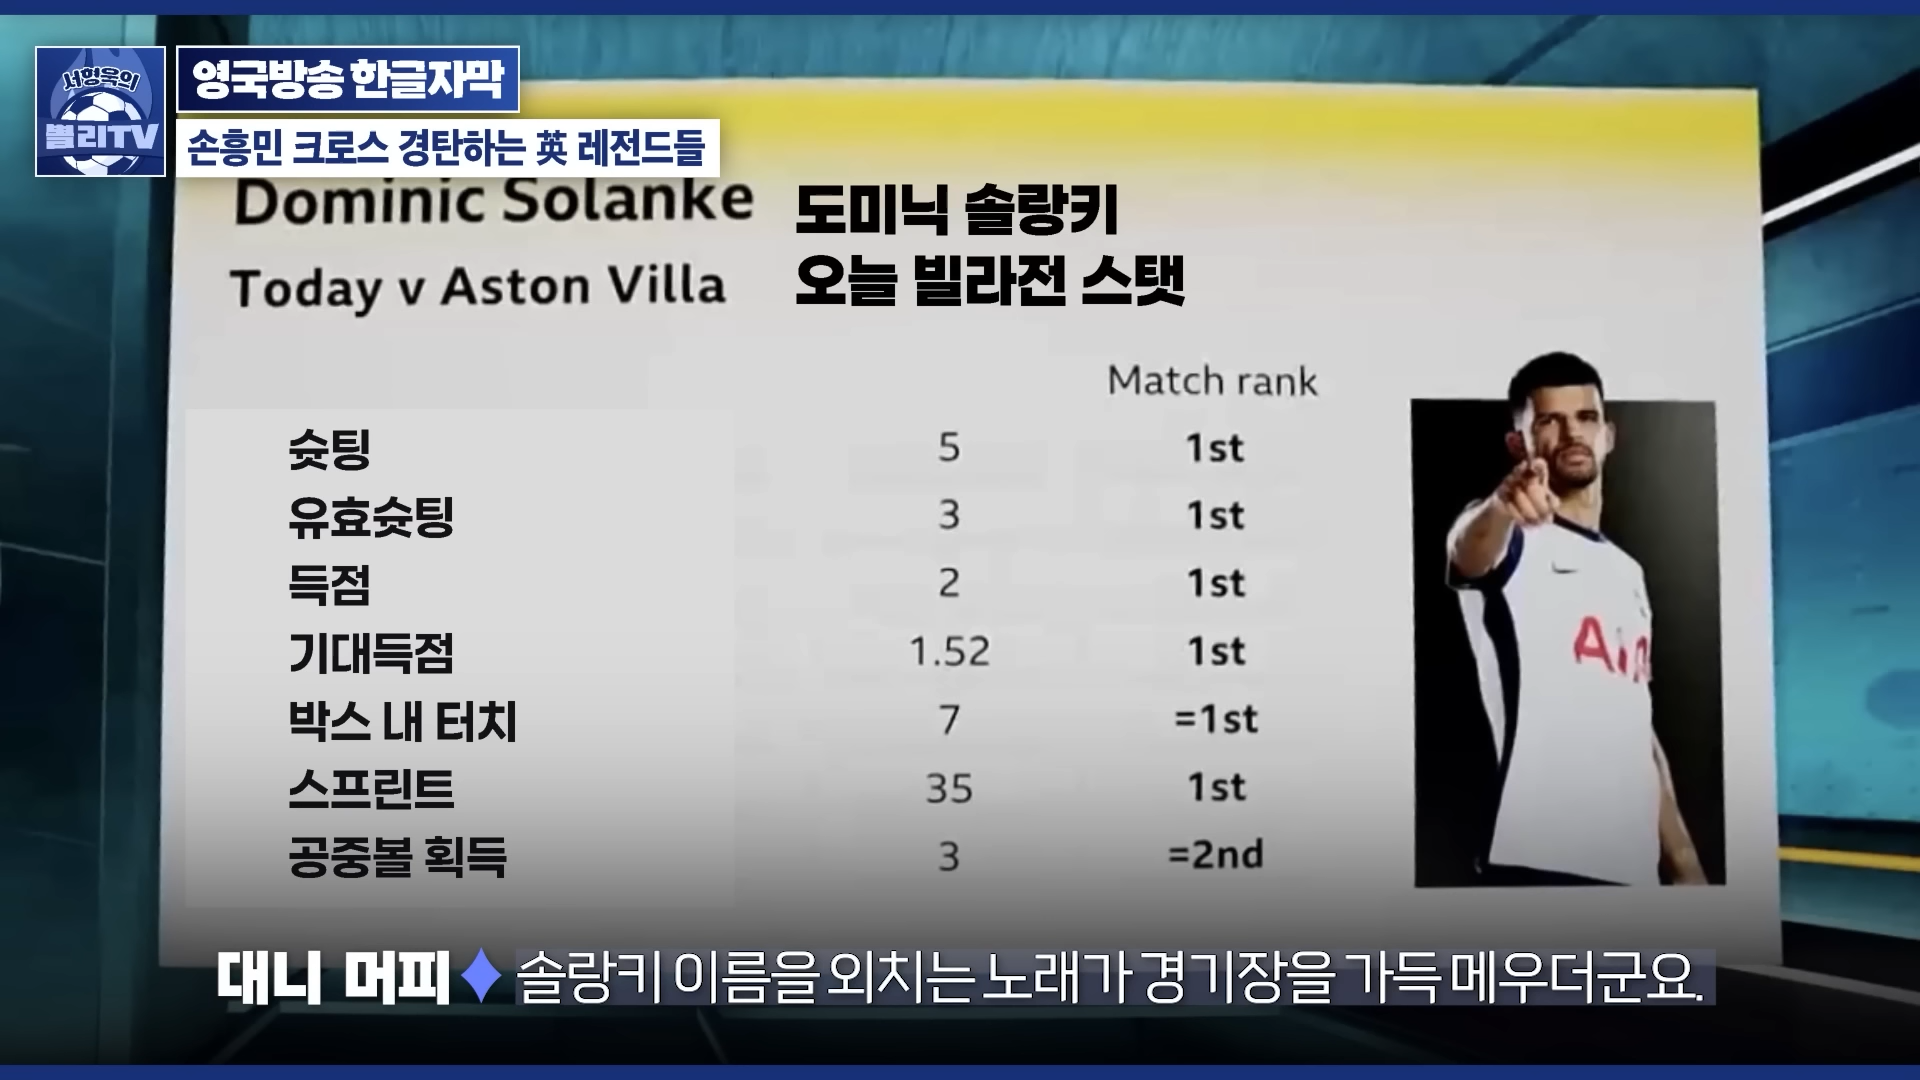 서형욱의
뽈리TV
영국방송 한글자막
손흥민 크로스 경탄하는 英 레전드들
Dominic Solanke 도미닉 솔랑키
Today v Aston Villa 오늘 빌라전 스탯
Match rank
슛팅 5 1st
유효슛팅 3 1st
득점 2 1st
기대득점 1.52 1st
박스 내 터치 7 =1st
스프린트 35 1st
공중볼 획득 3 =2nd
대니 머피 솔랑키 이름을 외치는 노래가 경기장을 가득 메우더군요.